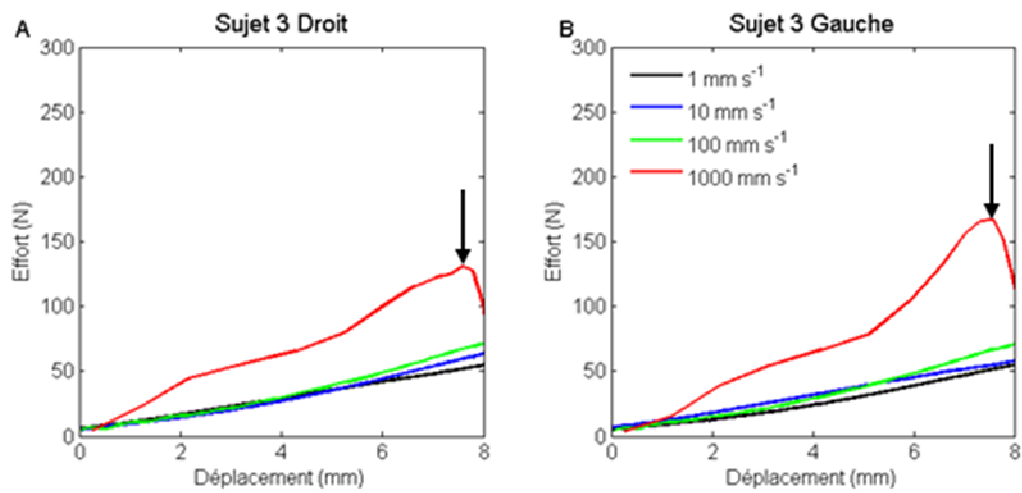 A
Sujet 3 Droit
300
250
200
150
100
50
0
Effort (N)
0 2 4 6 8
Déplacement (mm)
B
Sujet 3 Gauche
300
250
200
150
100
50
0
Effort (N)
1 mm s-1
10 mm s-1
100 mm s-1
1000 mm s-1
0 2 4 6 8
Déplacement (mm)